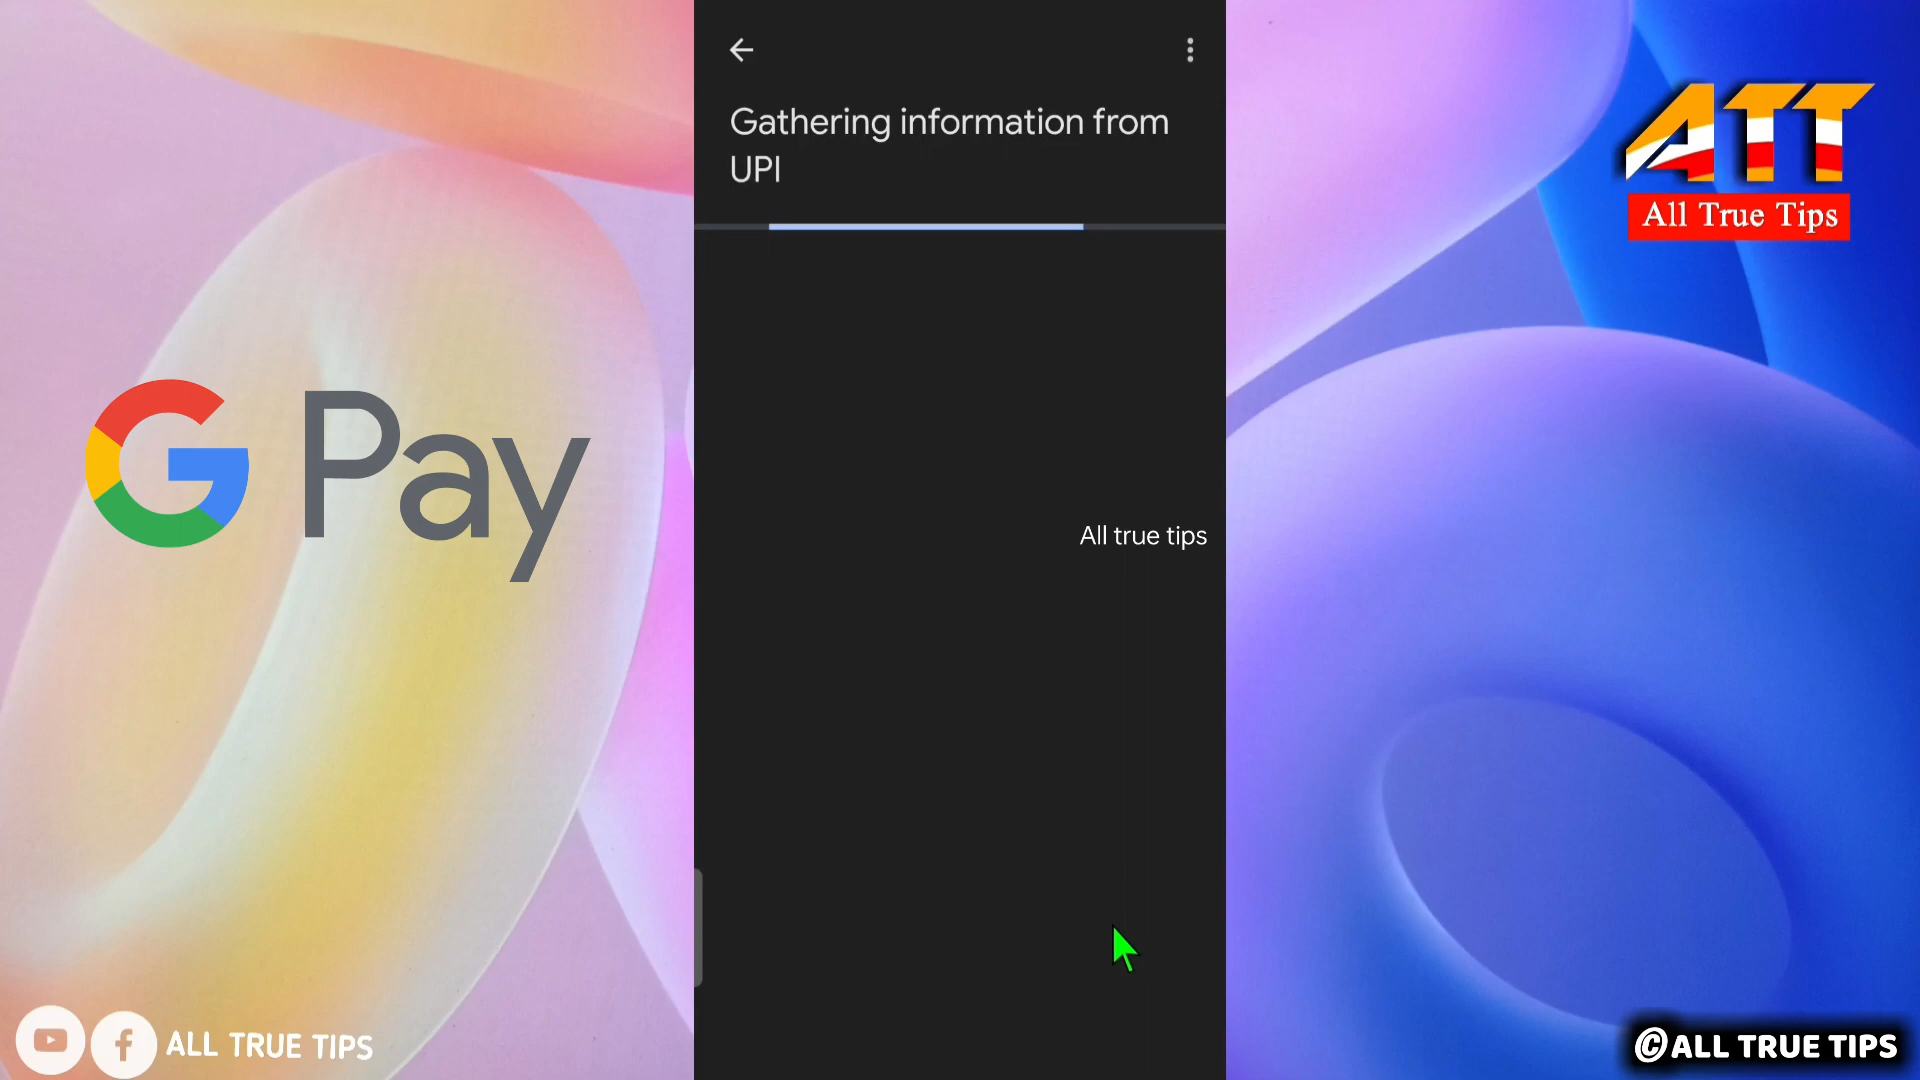 Gathering information from
UPI
ATT
All True Tips
G Pay
All true tips
ALL TRUE TIPS
©ALL TRUE TIPS